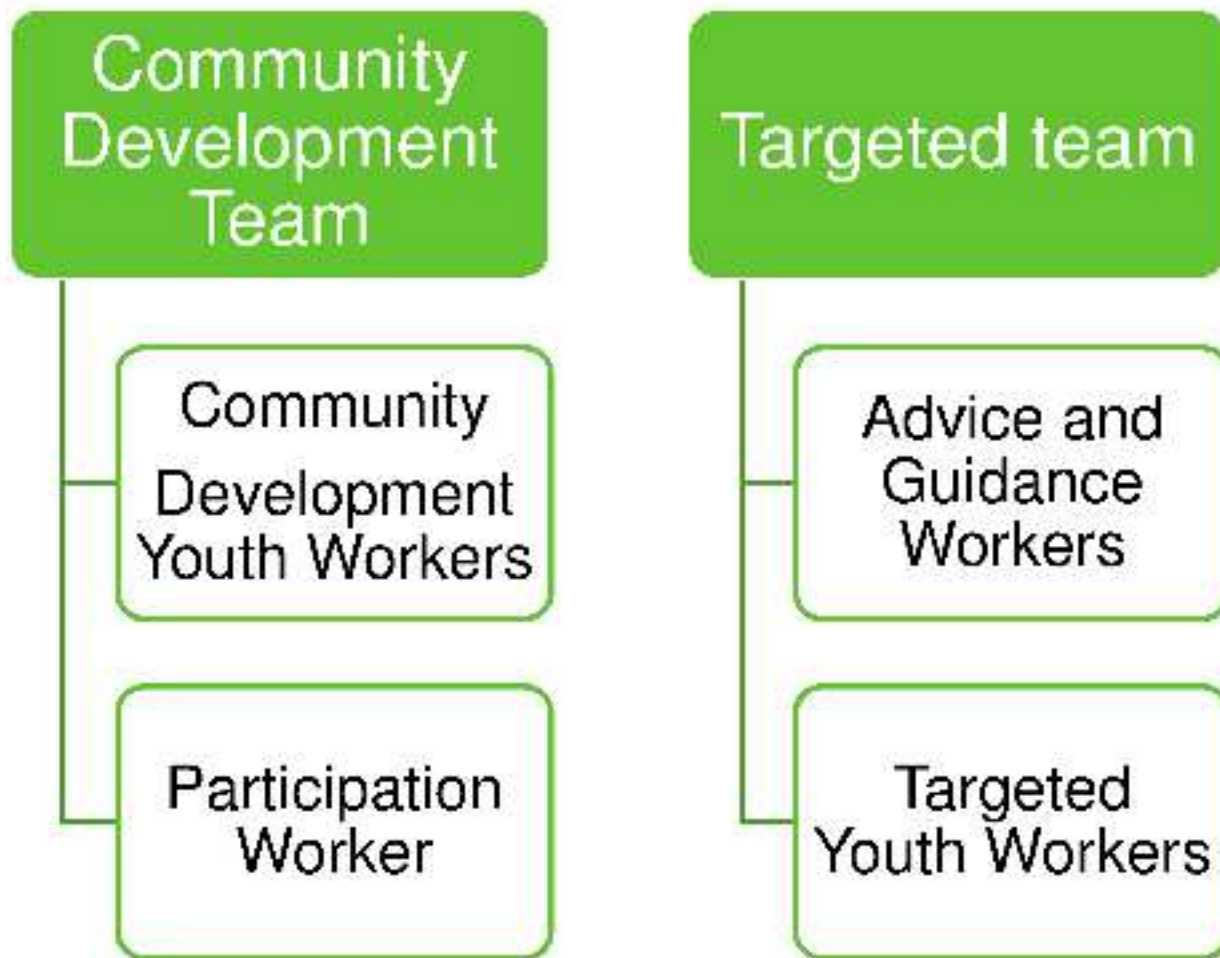 Community
Development
Team
Community
Development
Youth Workers
Participation
Worker
Targeted team
Advice and
Guidance
Workers
Targeted
Youth Workers